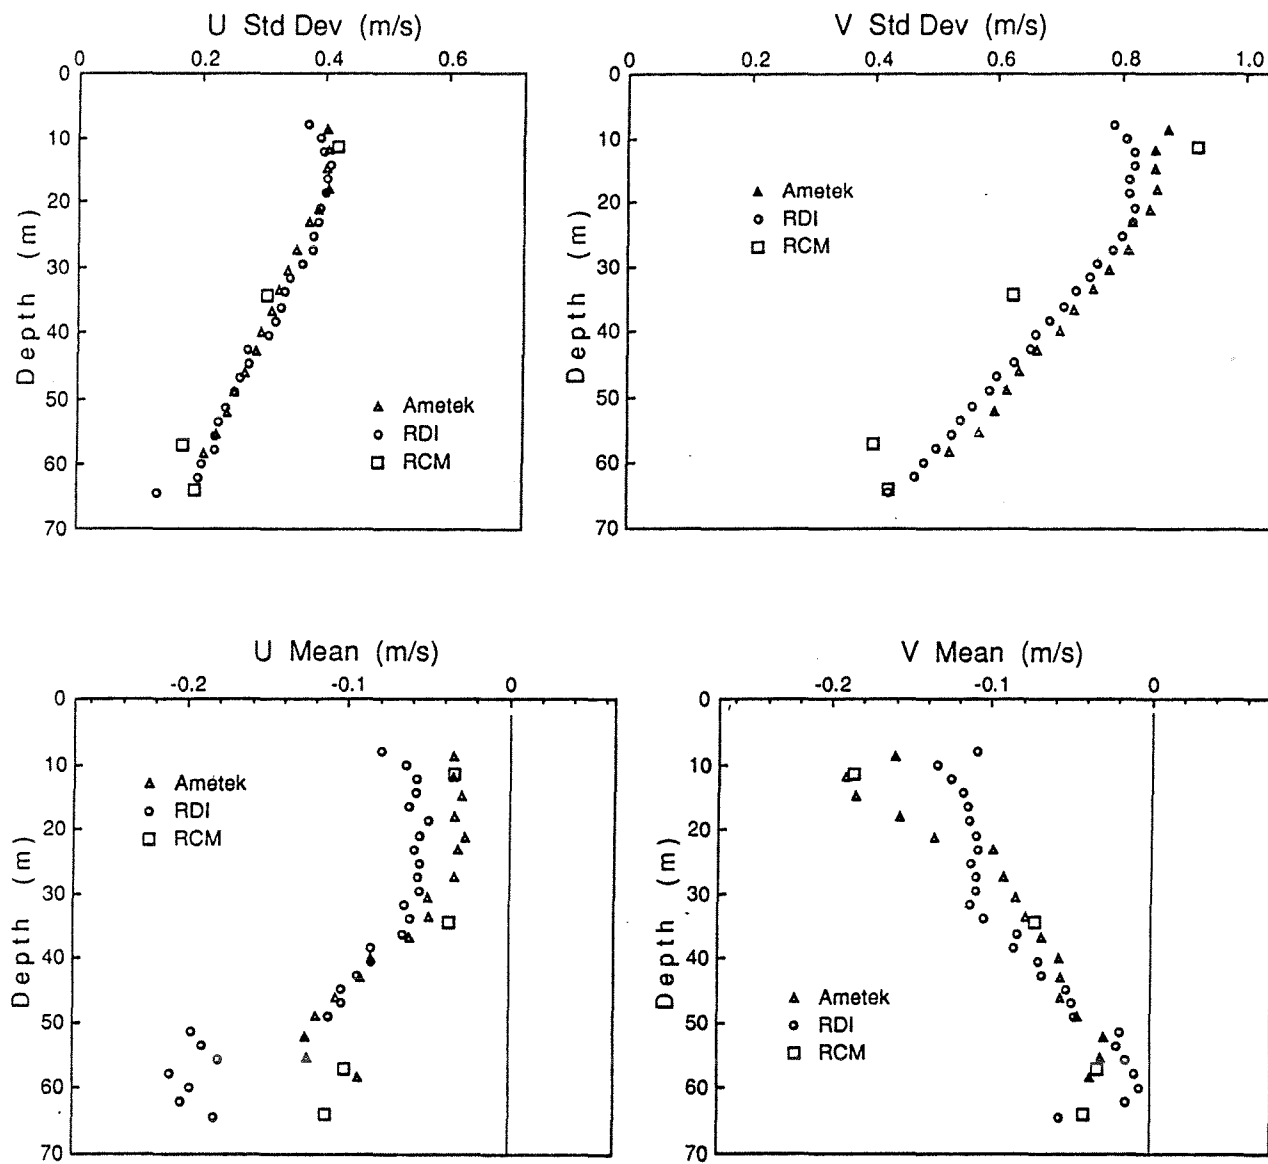 U Std Dev (m/s)
0 0.2 0.4 0.6
0
10
20
30
40
50
60
70
Depth (m)
Ametek
RDI
RCM
V Std Dev (m/s)
0 0.2 0.4 0.6 0.8 1.0
0
10
20
30
40
50
60
70
Depth (m)
Ametek
RDI
RCM
U Mean (m/s)
-0.2 -0.1 0
0
10
20
30
40
50
60
70
Depth (m)
Ametek
RDI
RCM
V Mean (m/s)
-0.2 -0.1 0
0
10
20
30
40
50
60
70
Depth (m)
Ametek
RDI
RCM